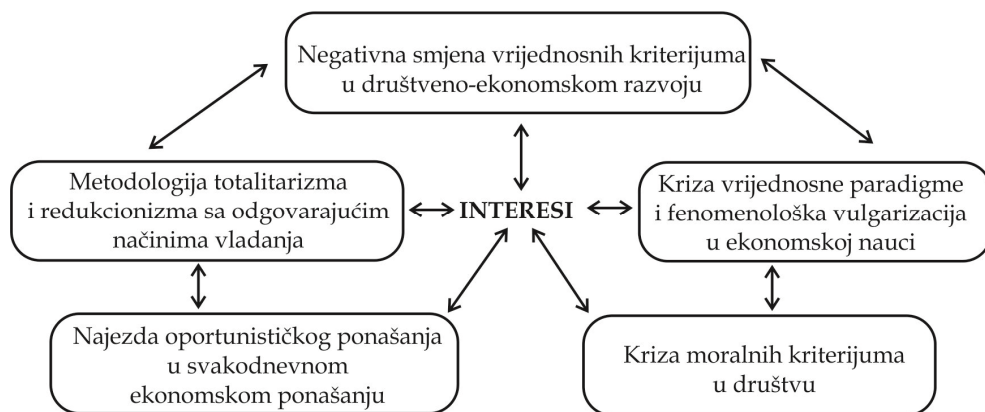 Negativna smjena vrijednosnih kriterijuma
u društveno-ekonomskom razvoju
Metodologija totalitarizma
i redukcionizma sa odgovarajućim
načinima vladanja
INTERESI
Kriza vrijednosne paradigme
i fenomenološka vulgarizacija
u ekonomskoj nauci
Najezda oportunističkog ponašanja
u svakodnevnom
ekonomskom ponašanju
Kriza moralnih kriterijuma
u društvu